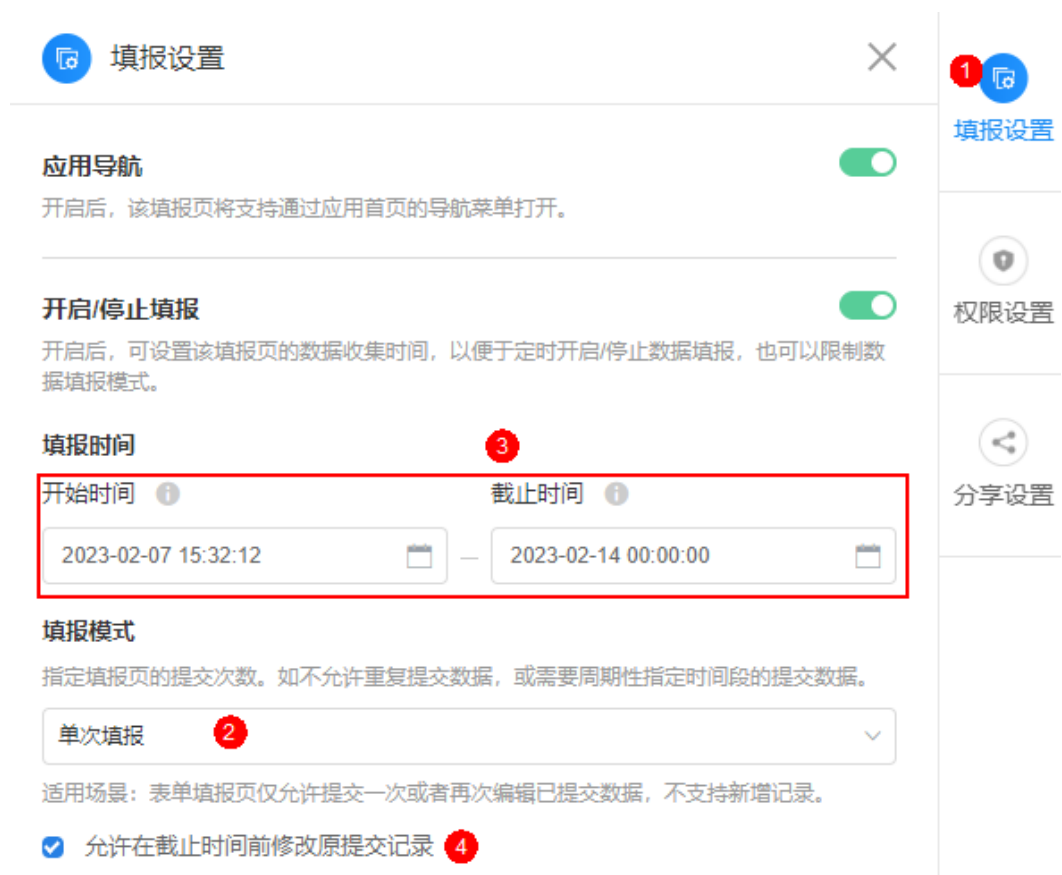 填报设置
1
填报设置
应用导航
开启后，该填报页将支持通过应用首页的导航菜单打开。
权限设置
开启/停止填报
开启后，可设置该填报页的数据收集时间，以便于定时开启/停止数据填报，也可以限制数
据填报模式。
填报时间
3
开始时间
截止时间
分享设置
2023-02-07 15:32:12
—
2023-02-14 00:00:00
填报模式
指定填报页的提交次数。如不允许重复提交数据，或需要周期性指定时间段的提交数据。
单次填报
2
适用场景：表单填报页仅允许提交一次或者再次编辑已提交数据，不支持新增记录。
允许在截止时间前修改原提交记录
4